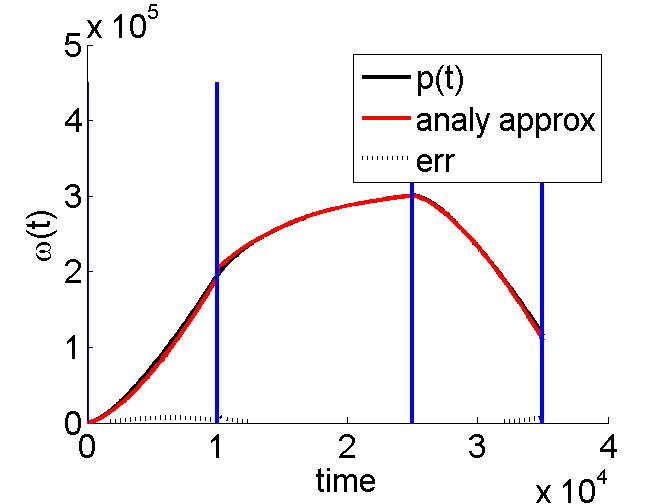 x 10^5
5
4
3
2
1
0
ω(t)
p(t)
analy approx
err
0 1 2 3 4
time
x 10^4